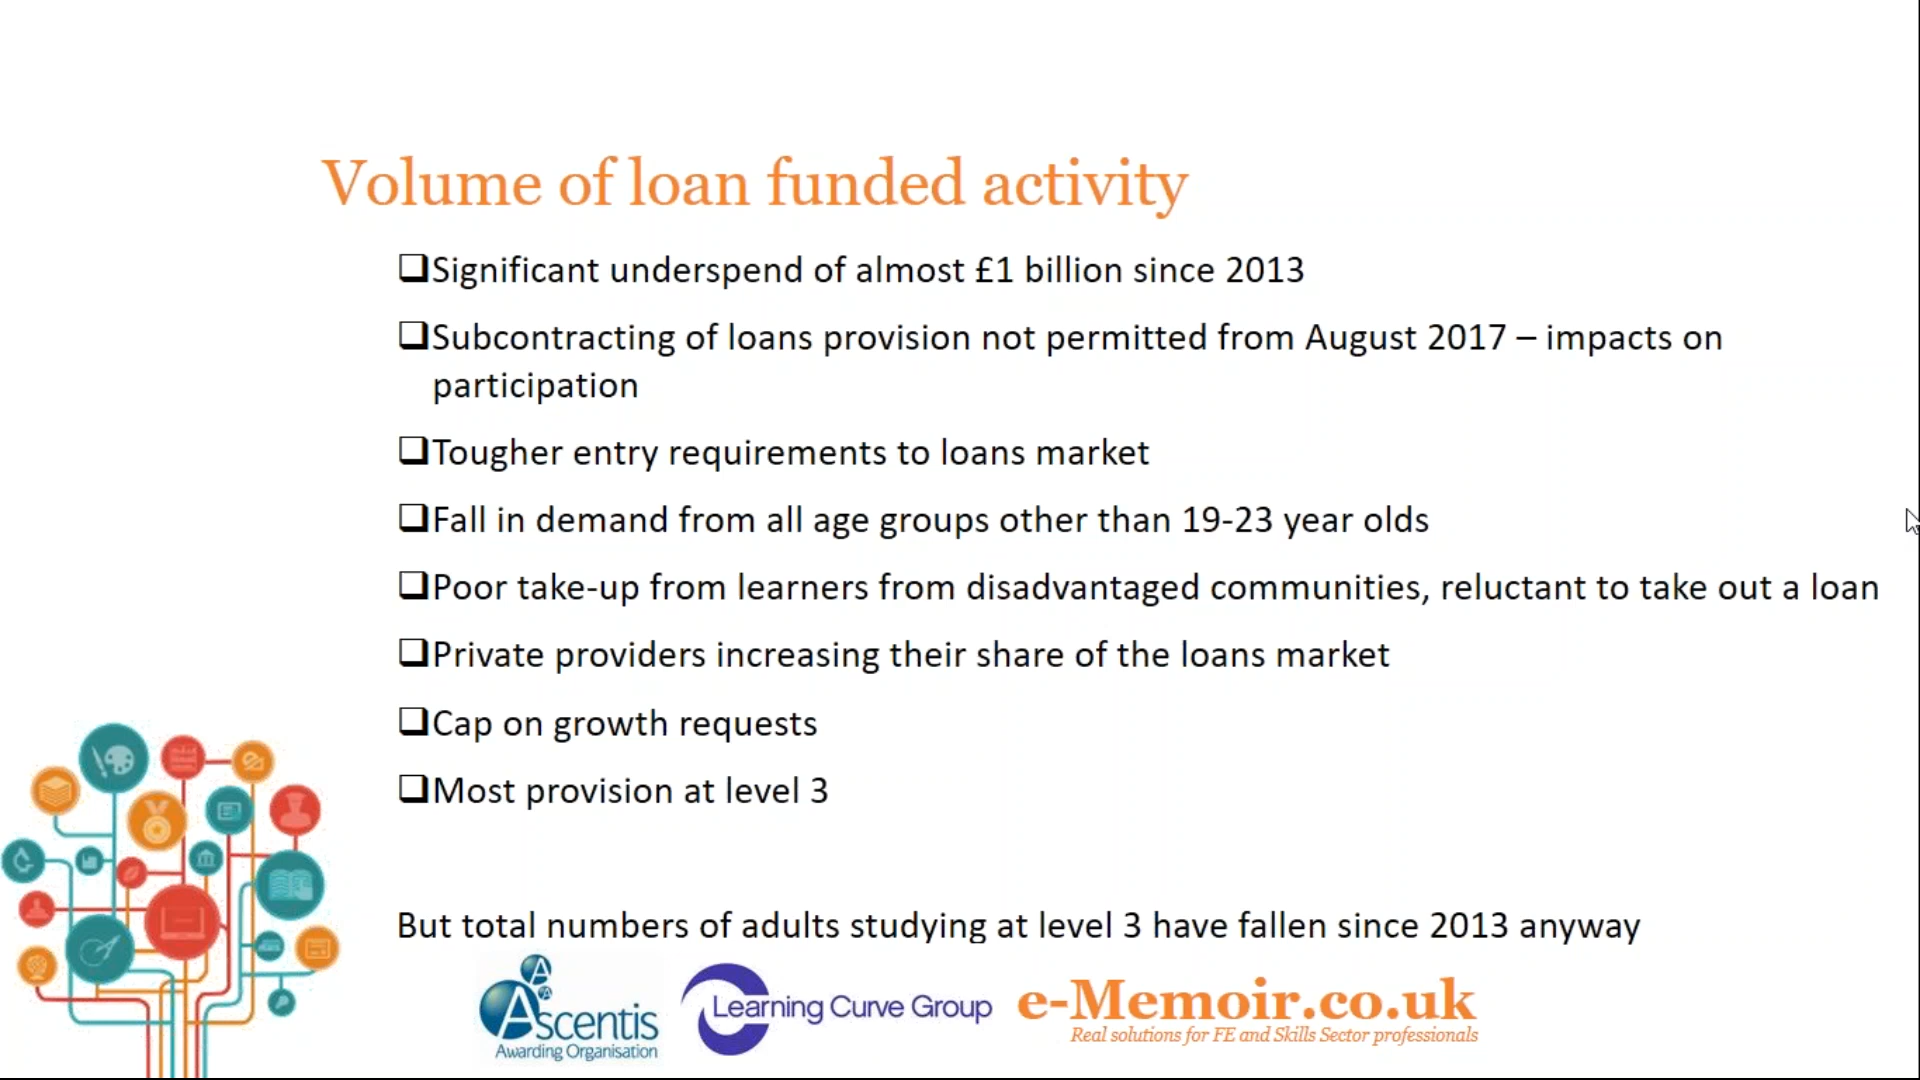 Volume of loan funded activity
❑Significant underspend of almost £1 billion since 2013
❑Subcontracting of loans provision not permitted from August 2017 – impacts on
participation
❑Tougher entry requirements to loans market
❑Fall in demand from all age groups other than 19-23 year olds
❑Poor take-up from learners from disadvantaged communities, reluctant to take out a loan
❑Private providers increasing their share of the loans market
❑Cap on growth requests
❑Most provision at level 3
But total numbers of adults studying at level 3 have fallen since 2013 anyway
Ascentis
Awarding Organisation
Learning Curve Group
e-Memoir.co.uk
Real solutions for FE and Skills Sector professionals